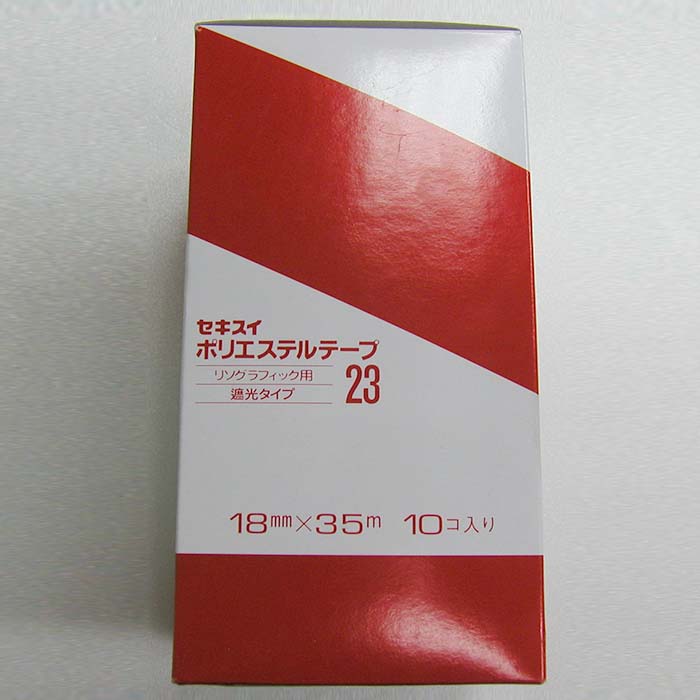 セキスイ
ポリエステルテープ
リソグラフィック用
遮光タイプ
23
18mm×35m 10コ入り